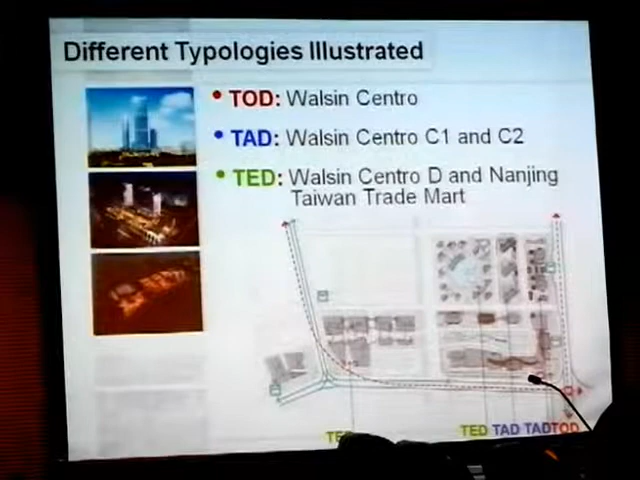 Different Typologies Illustrated
• TOD: Walsin Centro
• TAD: Walsin Centro C1 and C2
• TED: Walsin Centro D and Nanjing
Taiwan Trade Mart
TED TAD TAD TOD